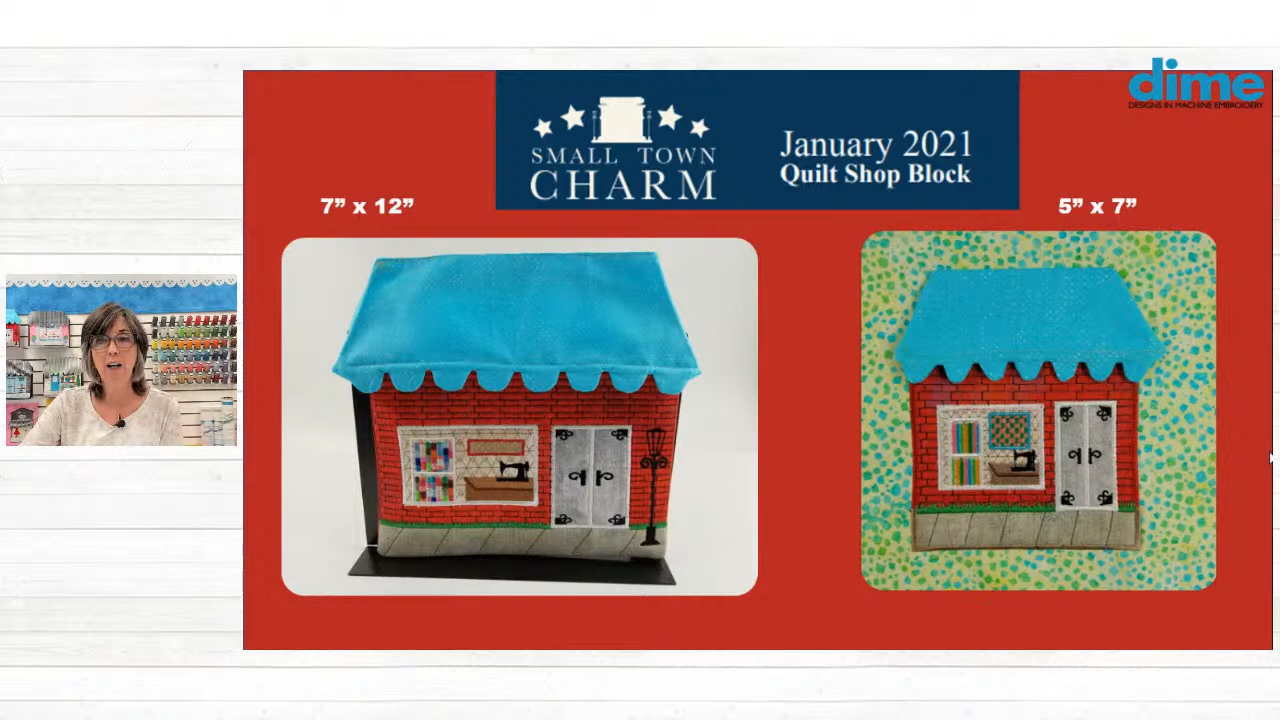 dime
DESIGNS IN MACHINE EMBROIDERY
SMALL TOWN
CHARM
January 2021
Quilt Shop Block
7” x 12”
5” x 7”